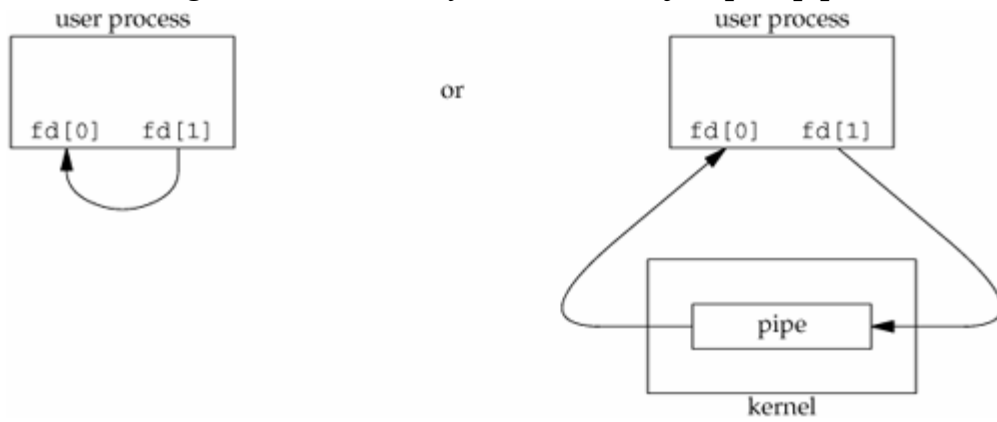 user process
fd[0] fd[1]
or
user process
fd[0] fd[1]
pipe
kernel